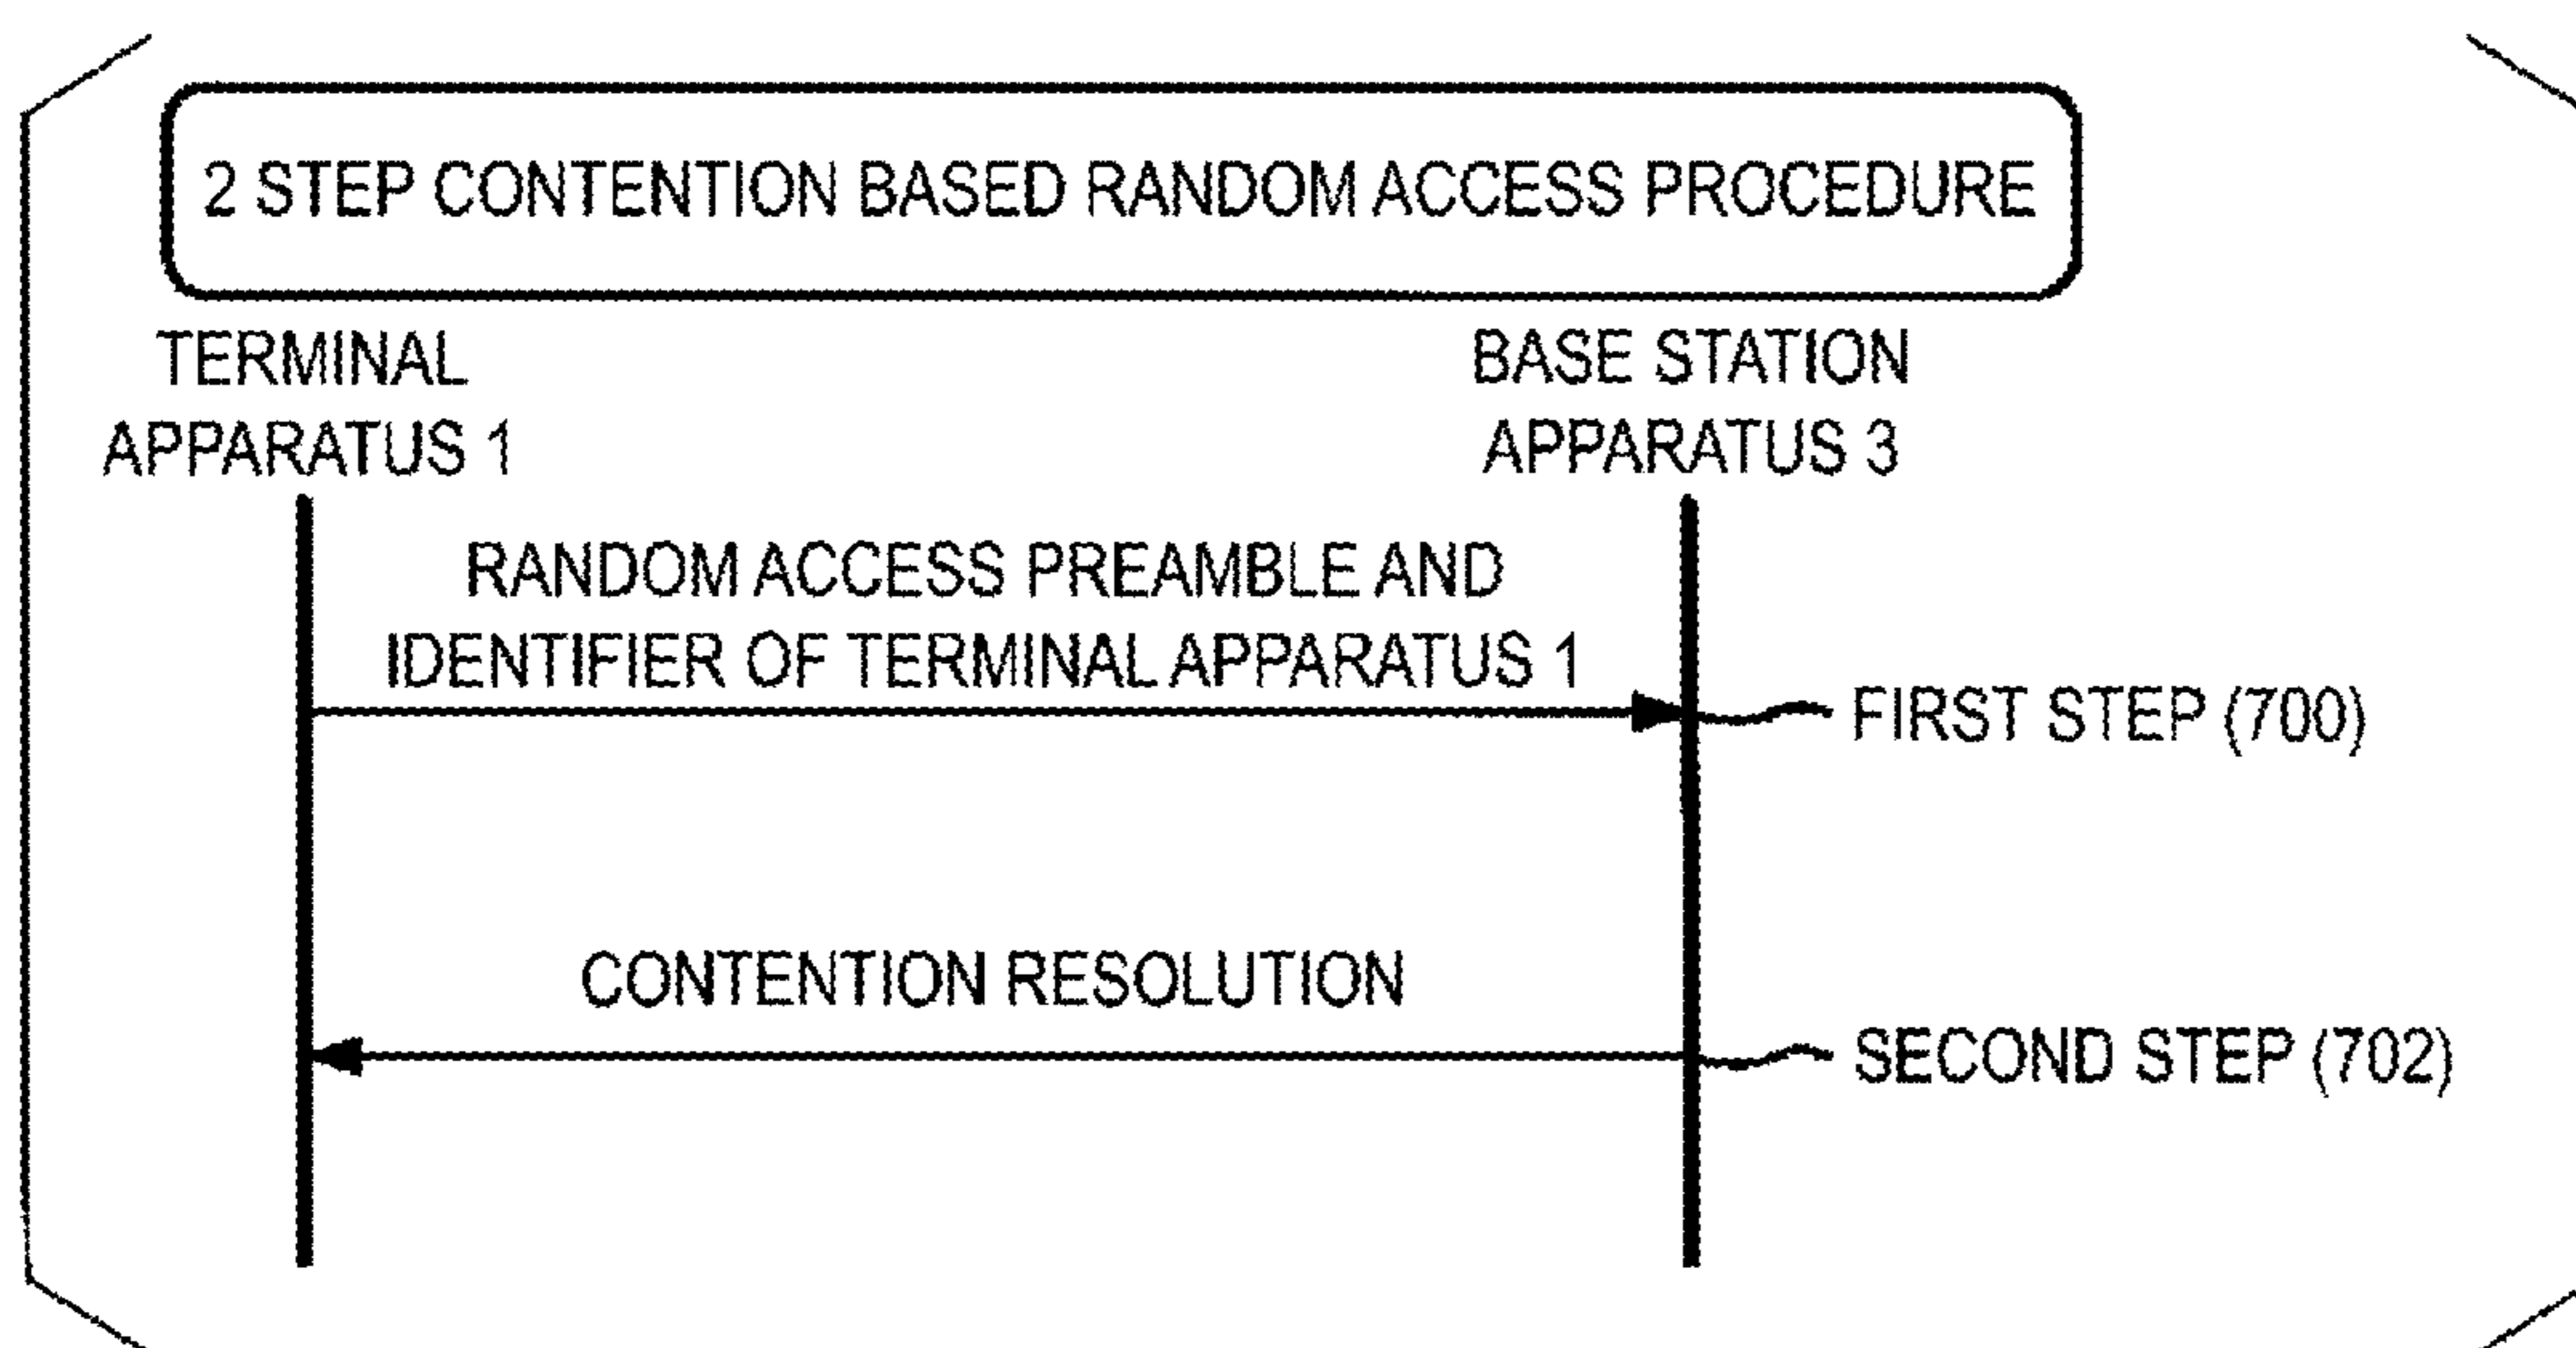 2 STEP CONTENTION BASED RANDOM ACCESS PROCEDURE
TERMINAL
APPARATUS 1
BASE STATION
APPARATUS 3
RANDOM ACCESS PREAMBLE AND
IDENTIFIER OF TERMINAL APPARATUS 1
FIRST STEP (700)
CONTENTION RESOLUTION
SECOND STEP (702)